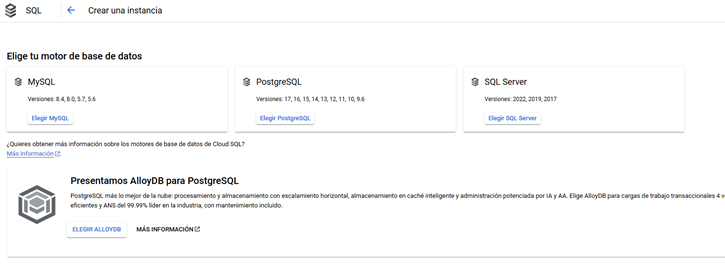 SQL
Crear una instancia
Elige tu motor de base de datos
MySQL
Versiones: 8.4, 8.0, 5.7, 5.6
Elegir MySQL
PostgreSQL
Versiones: 17, 16, 15, 14, 13, 12, 11, 10, 9.6
Elegir PostgreSQL
SQL Server
Versiones: 2022, 2019, 2017
Elegir SQL Server
¿Quieres obtener más información sobre los motores de base de datos de Cloud SQL?
Más información
Presentamos AlloyDB para PostgreSQL
PostgreSQL más lo mejor de la nube: procesamiento y almacenamiento con escalamiento horizontal, almacenamiento en caché inteligente y administración potenciada por IA y AA. Elige AlloyDB para cargas de trabajo transaccionales 4 v
eficientes y ANS del 99.99% líder en la industria, con mantenimiento incluido.
ELEGIR ALLOYDB
MÁS INFORMACIÓN